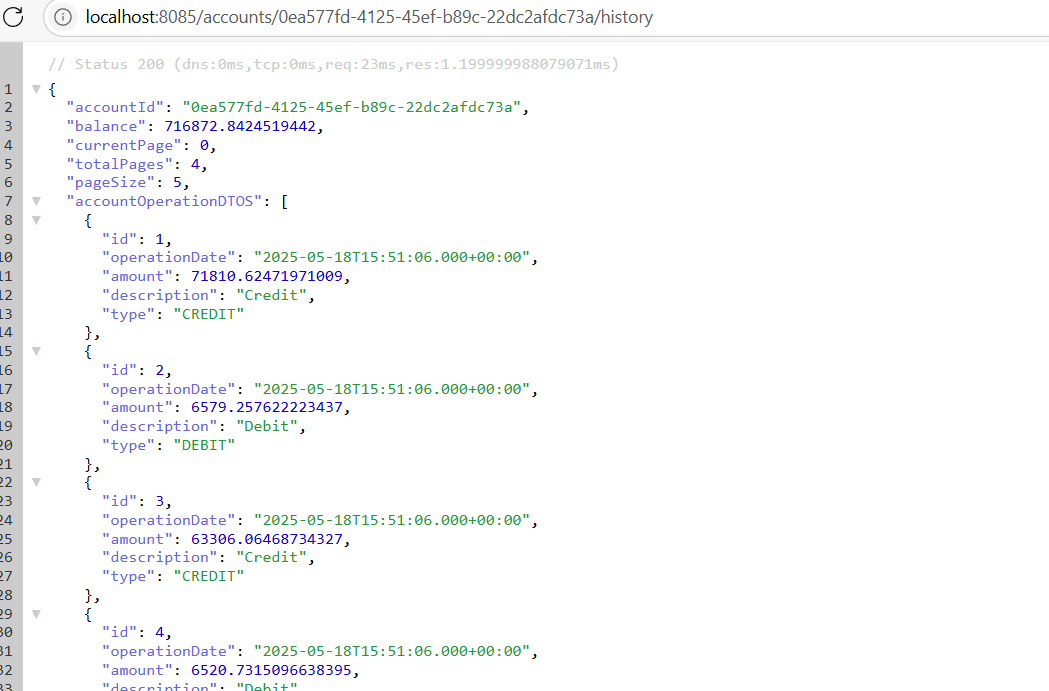 localhost:8085/accounts/0ea577fd-4125-45ef-b89c-22dc2afdc73a/history
// Status 200 (dns:0ms,tcp:0ms,req:23ms,res:1.199999988079071ms)
1 {
2 "accountId": "0ea577fd-4125-45ef-b89c-22dc2afdc73a",
3 "balance": 716872.8424519442,
4 "currentPage": 0,
5 "totalPages": 4,
6 "pageSize": 5,
7 "accountOperationDTOS": [
8 {
9 "id": 1,
10 "operationDate": "2025-05-18T15:51:06.000+00:00",
11 "amount": 71810.62471971009,
12 "description": "Credit",
13 "type": "CREDIT"
14 },
15 {
16 "id": 2,
17 "operationDate": "2025-05-18T15:51:06.000+00:00",
18 "amount": 6579.257622223437,
19 "description": "Debit",
20 "type": "DEBIT"
21 },
22 {
23 "id": 3,
24 "operationDate": "2025-05-18T15:51:06.000+00:00",
25 "amount": 63306.06468734327,
26 "description": "Credit",
27 "type": "CREDIT"
28 },
29 {
30 "id": 4,
31 "operationDate": "2025-05-18T15:51:06.000+00:00",
32 "amount": 6520.7315096638395,
33 "description": "Debit"